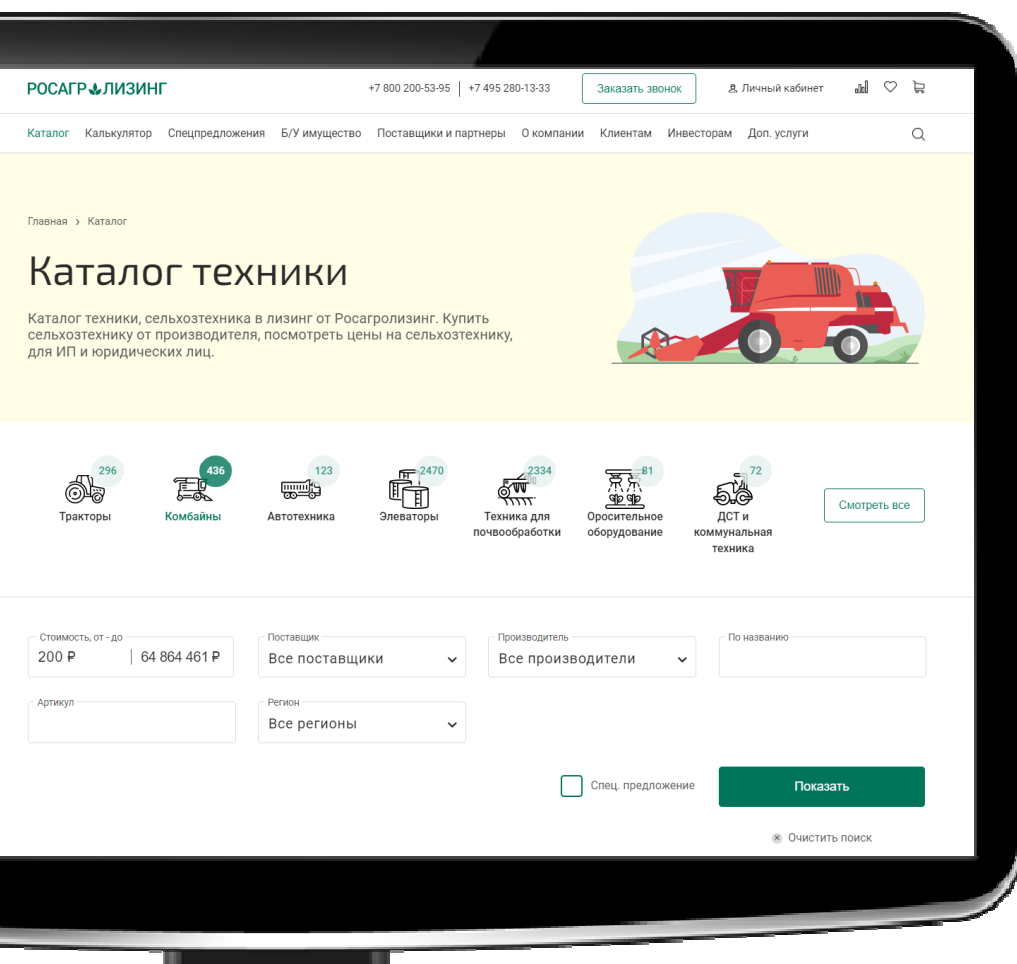 РОСАГРОЛИЗИНГ
+7 800 200-53-95 | +7 495 280-13-33
Заказать звонок
Личный кабинет
Каталог Калькулятор Спецпредложения Б/У имущество Поставщики и партнеры О компании Клиентам Инвесторам Доп. услуги
Главная > Каталог
Каталог техники
Каталог техники, сельхозтехника в лизинг от Росагролизинг. Купить
сельхозтехнику от производителя, посмотреть цены на сельхозтехнику,
для ИП и юридических лиц.
296 436 123 2470 2334 81 72
Тракторы
Комбайны
Автотехника
Элеваторы
Техника для
почвообработки
Оросительное
оборудование
ДСТ и
коммунальная
техника
Смотреть все
Стоимость, от - до
200 ₽ | 64 864 461 ₽
Поставщик
Все поставщики
Производитель
Все производители
По названию
Артикул
Регион
Все регионы
Спец. предложение
Показать
Очистить поиск